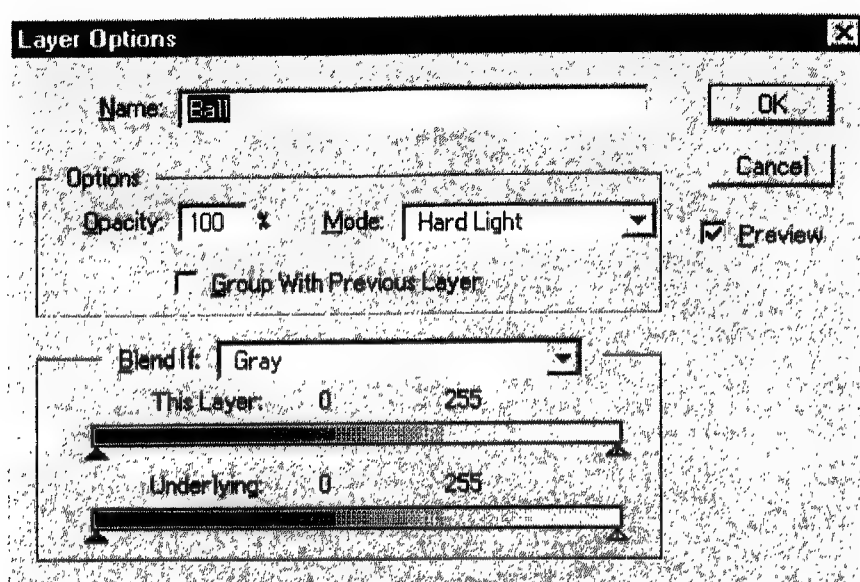 Layer Options
Name: Ball
OK
Cancel
Preview
Options
Opacity: 100 % Mode: Hard Light
Group With Previous Layer
Blend If: Gray
This Layer: 0 255
Underlying: 0 255